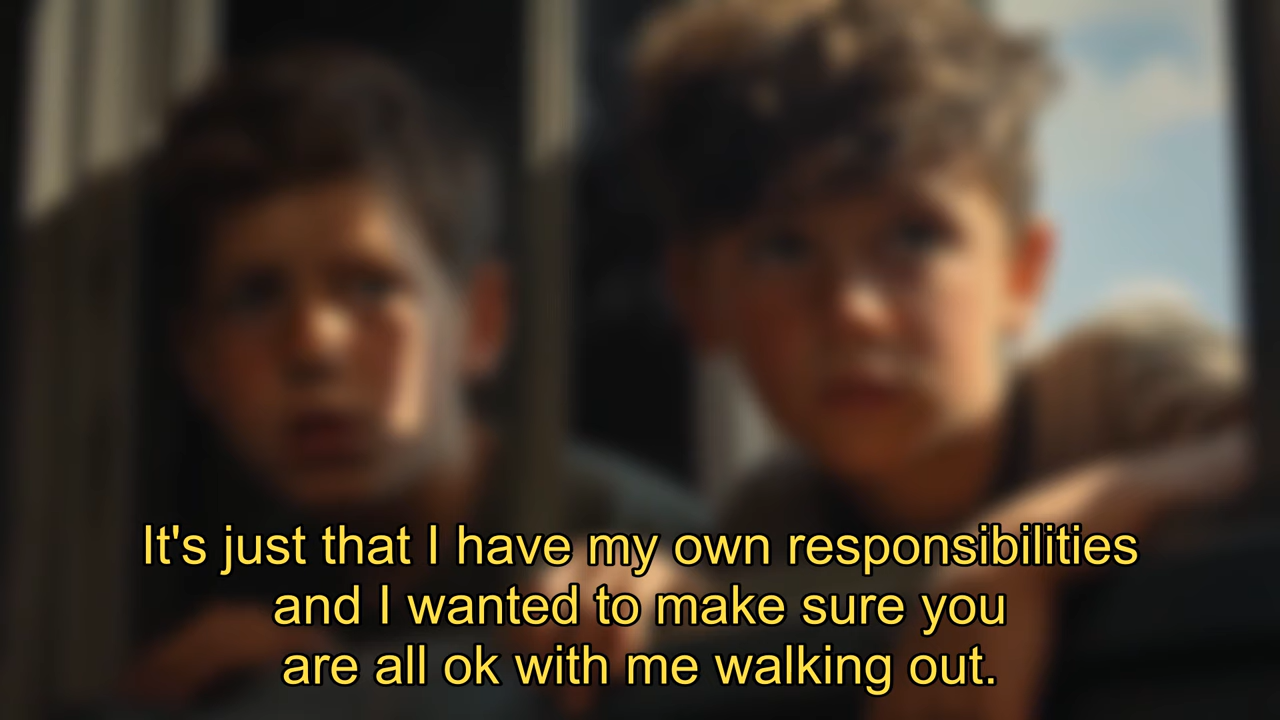 It's just that I have my own responsibilities
and I wanted to make sure you
are all ok with me walking out.